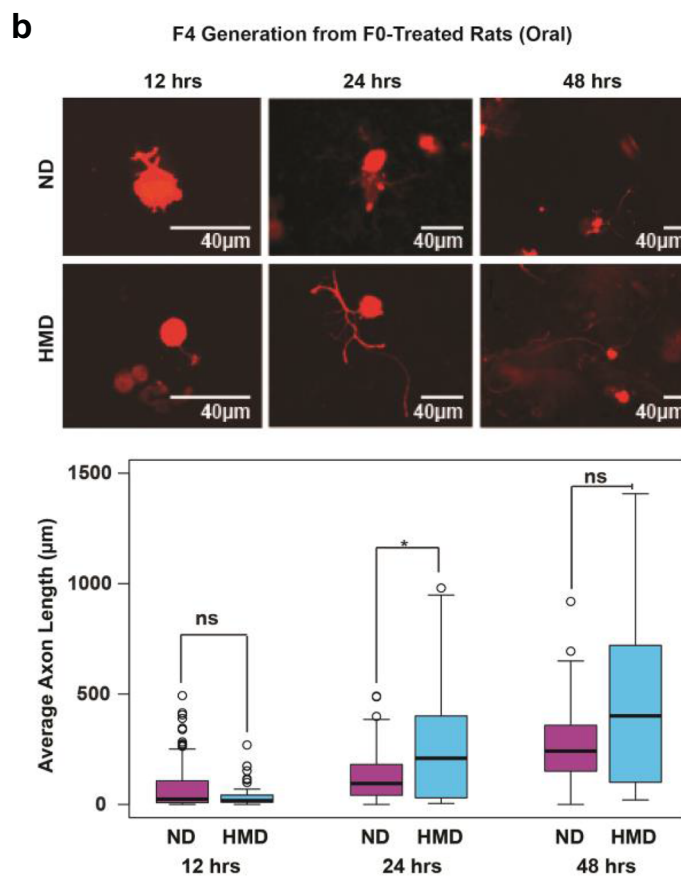 b
F4 Generation from F0-Treated Rats (Oral)
12 hrs 24 hrs 48 hrs
ND
40µm 40µm 40µ
HMD
40µm 40µm 40µ
Average Axon Length (µm)
1500
1000
500
0
ns
*
ns
ND HMD ND HMD ND HMD
12 hrs 24 hrs 48 hrs